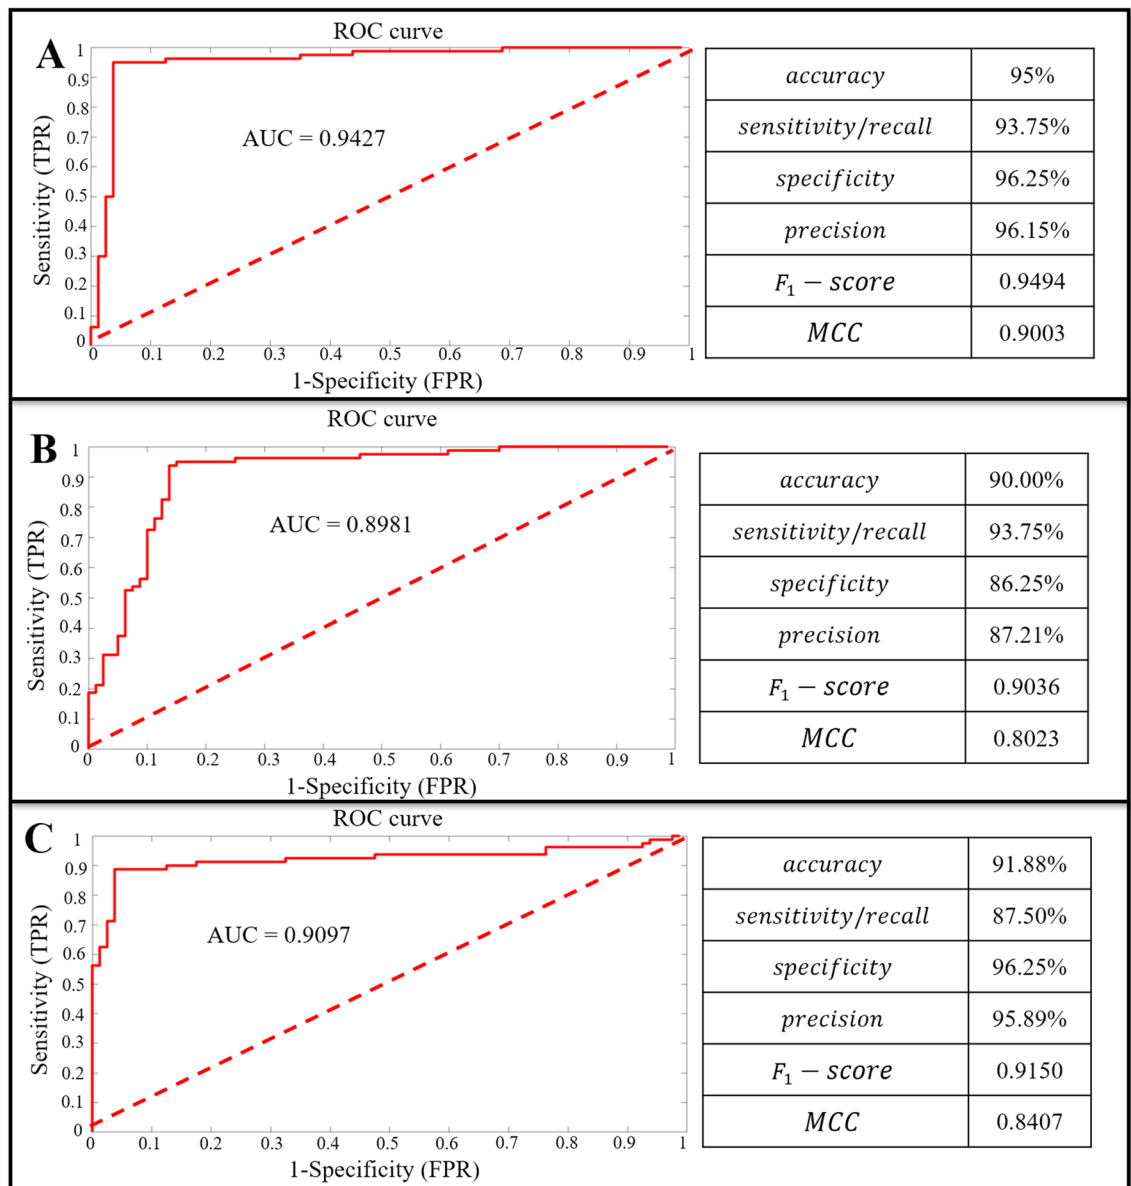 ROC curve
A
1
0.9
0.8
0.7
0.6
0.5
0.4
0.3
0.2
0.1
0
Sensitivity (TPR)
AUC = 0.9427
0 0.1 0.2 0.3 0.4 0.5 0.6 0.7 0.8 0.9 1
1-Specificity (FPR)
accuracy 95%
sensitivity/recall 93.75%
specificity 96.25%
precision 96.15%
F₁ − score 0.9494
MCC 0.9003
ROC curve
B
1
0.9
0.8
0.7
0.6
0.5
0.4
0.3
0.2
0.1
0
Sensitivity (TPR)
AUC = 0.8981
0 0.1 0.2 0.3 0.4 0.5 0.6 0.7 0.8 0.9 1
1-Specificity (FPR)
accuracy 90.00%
sensitivity/recall 93.75%
specificity 86.25%
precision 87.21%
F₁ − score 0.9036
MCC 0.8023
ROC curve
C
1
0.9
0.8
0.7
0.6
0.5
0.4
0.3
0.2
0.1
0
Sensitivity (TPR)
AUC = 0.9097
0 0.1 0.2 0.3 0.4 0.5 0.6 0.7 0.8 0.9 1
1-Specificity (FPR)
accuracy 91.88%
sensitivity/recall 87.50%
specificity 96.25%
precision 95.89%
F₁ − score 0.9150
MCC 0.8407